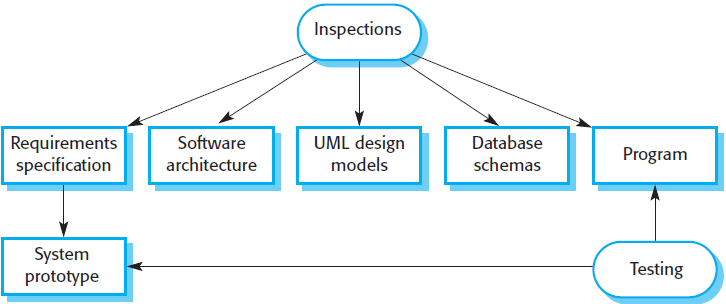 Inspections
Requirements
specification
Software
architecture
UML design
models
Database
schemas
Program
System
prototype
Testing